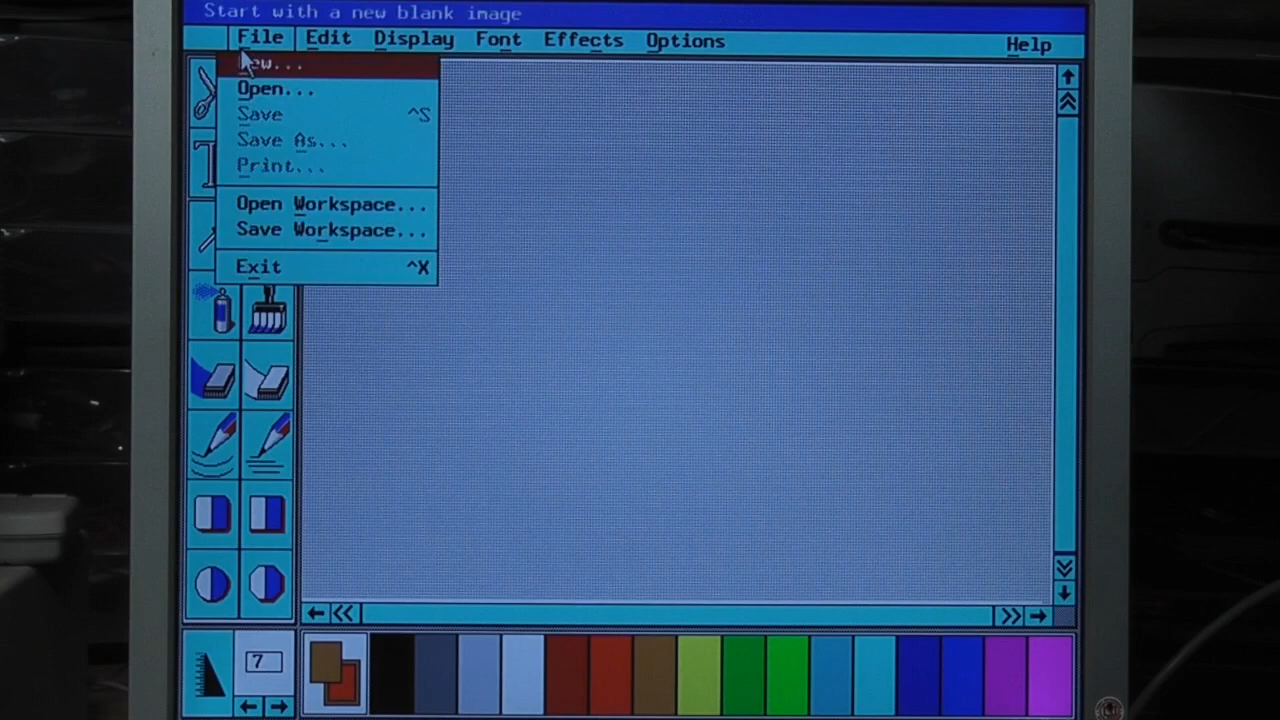 Start with a new blank image
File Edit Display Font Effects Options Help
New...
Open...
Save ^S
Save As...
Print...
Open Workspace...
Save Workspace...
Exit ^X
T
7